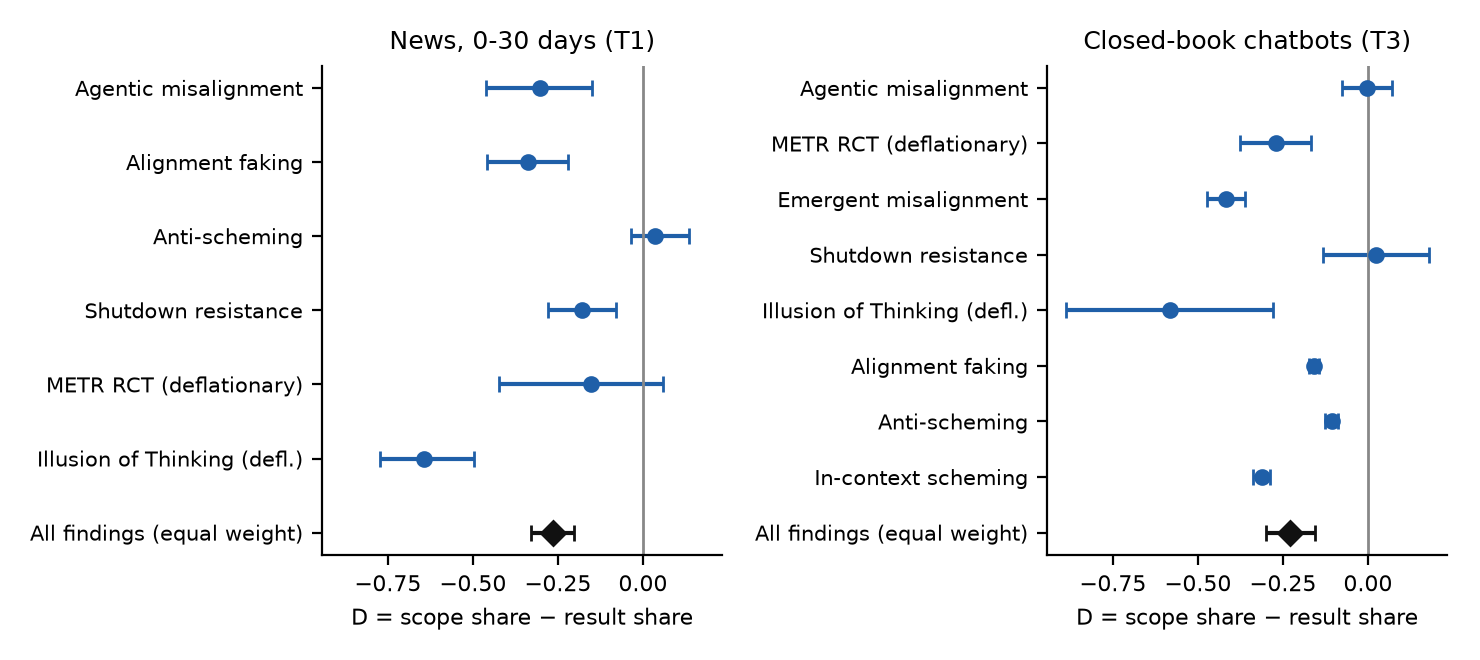 News, 0-30 days (T1)
Agentic misalignment
Alignment faking
Anti-scheming
Shutdown resistance
METR RCT (deflationary)
Illusion of Thinking (defl.)
All findings (equal weight)
−0.75 −0.50 −0.25 0.00
D = scope share − result share
Closed-book chatbots (T3)
Agentic misalignment
METR RCT (deflationary)
Emergent misalignment
Shutdown resistance
Illusion of Thinking (defl.)
Alignment faking
Anti-scheming
In-context scheming
All findings (equal weight)
−0.75 −0.50 −0.25 0.00
D = scope share − result share